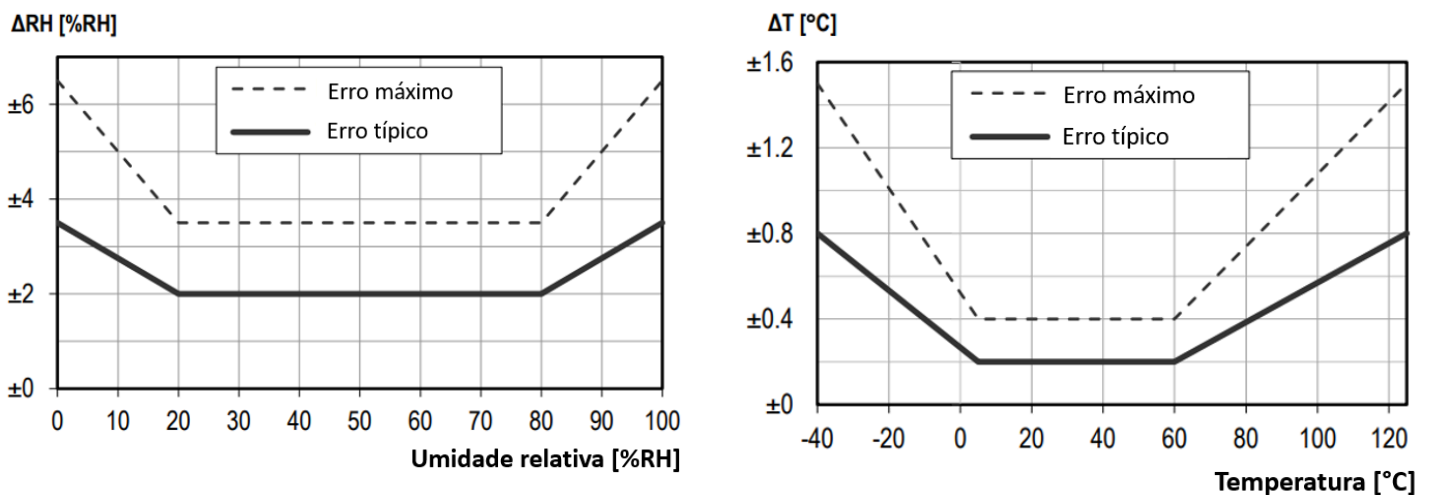 ΔRH [%RH]
±6
±4
±2
±0
Erro máximo
Erro típico
0 10 20 30 40 50 60 70 80 90 100
Umidade relativa [%RH]
ΔT [°C]
±1.6
±1.2
±0.8
±0.4
±0
Erro máximo
Erro típico
-40 -20 0 20 40 60 80 100 120
Temperatura [°C]